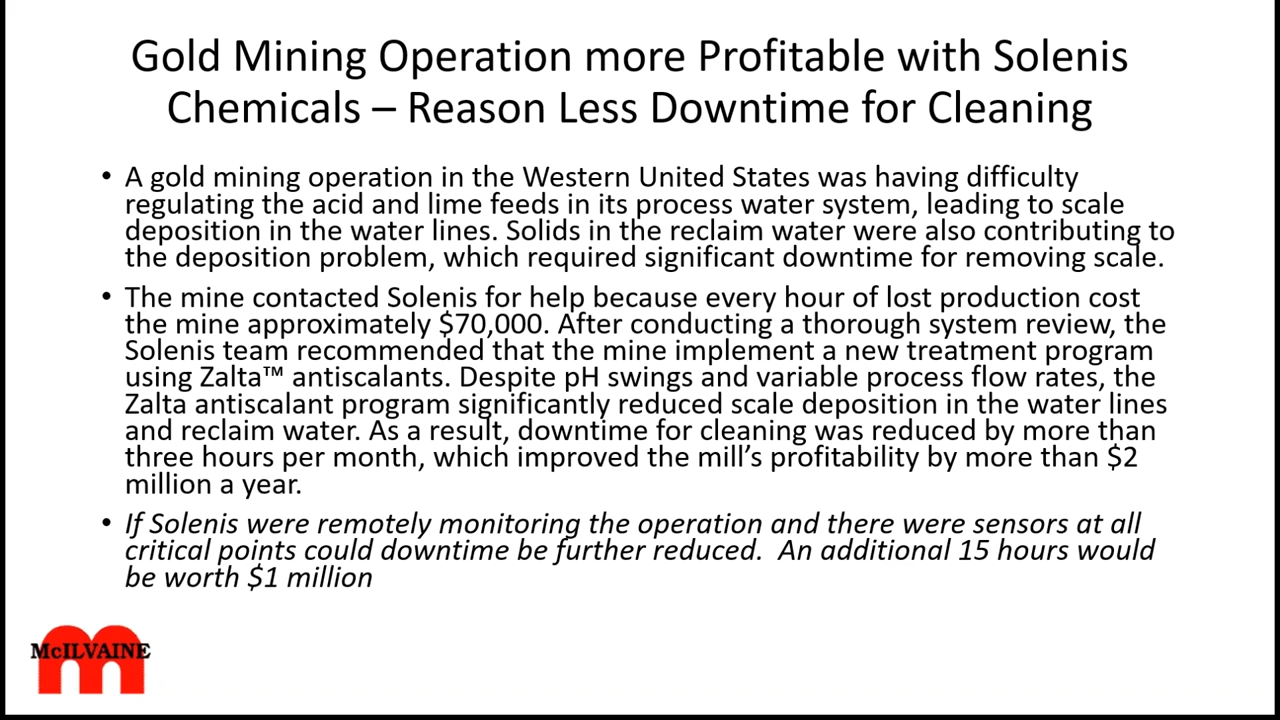 Gold Mining Operation more Profitable with Solenis
Chemicals – Reason Less Downtime for Cleaning
• A gold mining operation in the Western United States was having difficulty
regulating the acid and lime feeds in its process water system, leading to scale
deposition in the water lines. Solids in the reclaim water were also contributing to
the deposition problem, which required significant downtime for removing scale.
• The mine contacted Solenis for help because every hour of lost production cost
the mine approximately $70,000. After conducting a thorough system review, the
Solenis team recommended that the mine implement a new treatment program
using Zalta™ antiscalants. Despite pH swings and variable process flow rates, the
Zalta antiscalant program significantly reduced scale deposition in the water lines
and reclaim water. As a result, downtime for cleaning was reduced by more than
three hours per month, which improved the mill’s profitability by more than $2
million a year.
• If Solenis were remotely monitoring the operation and there were sensors at all
critical points could downtime be further reduced.  An additional 15 hours would
be worth $1 million
McILVAINE